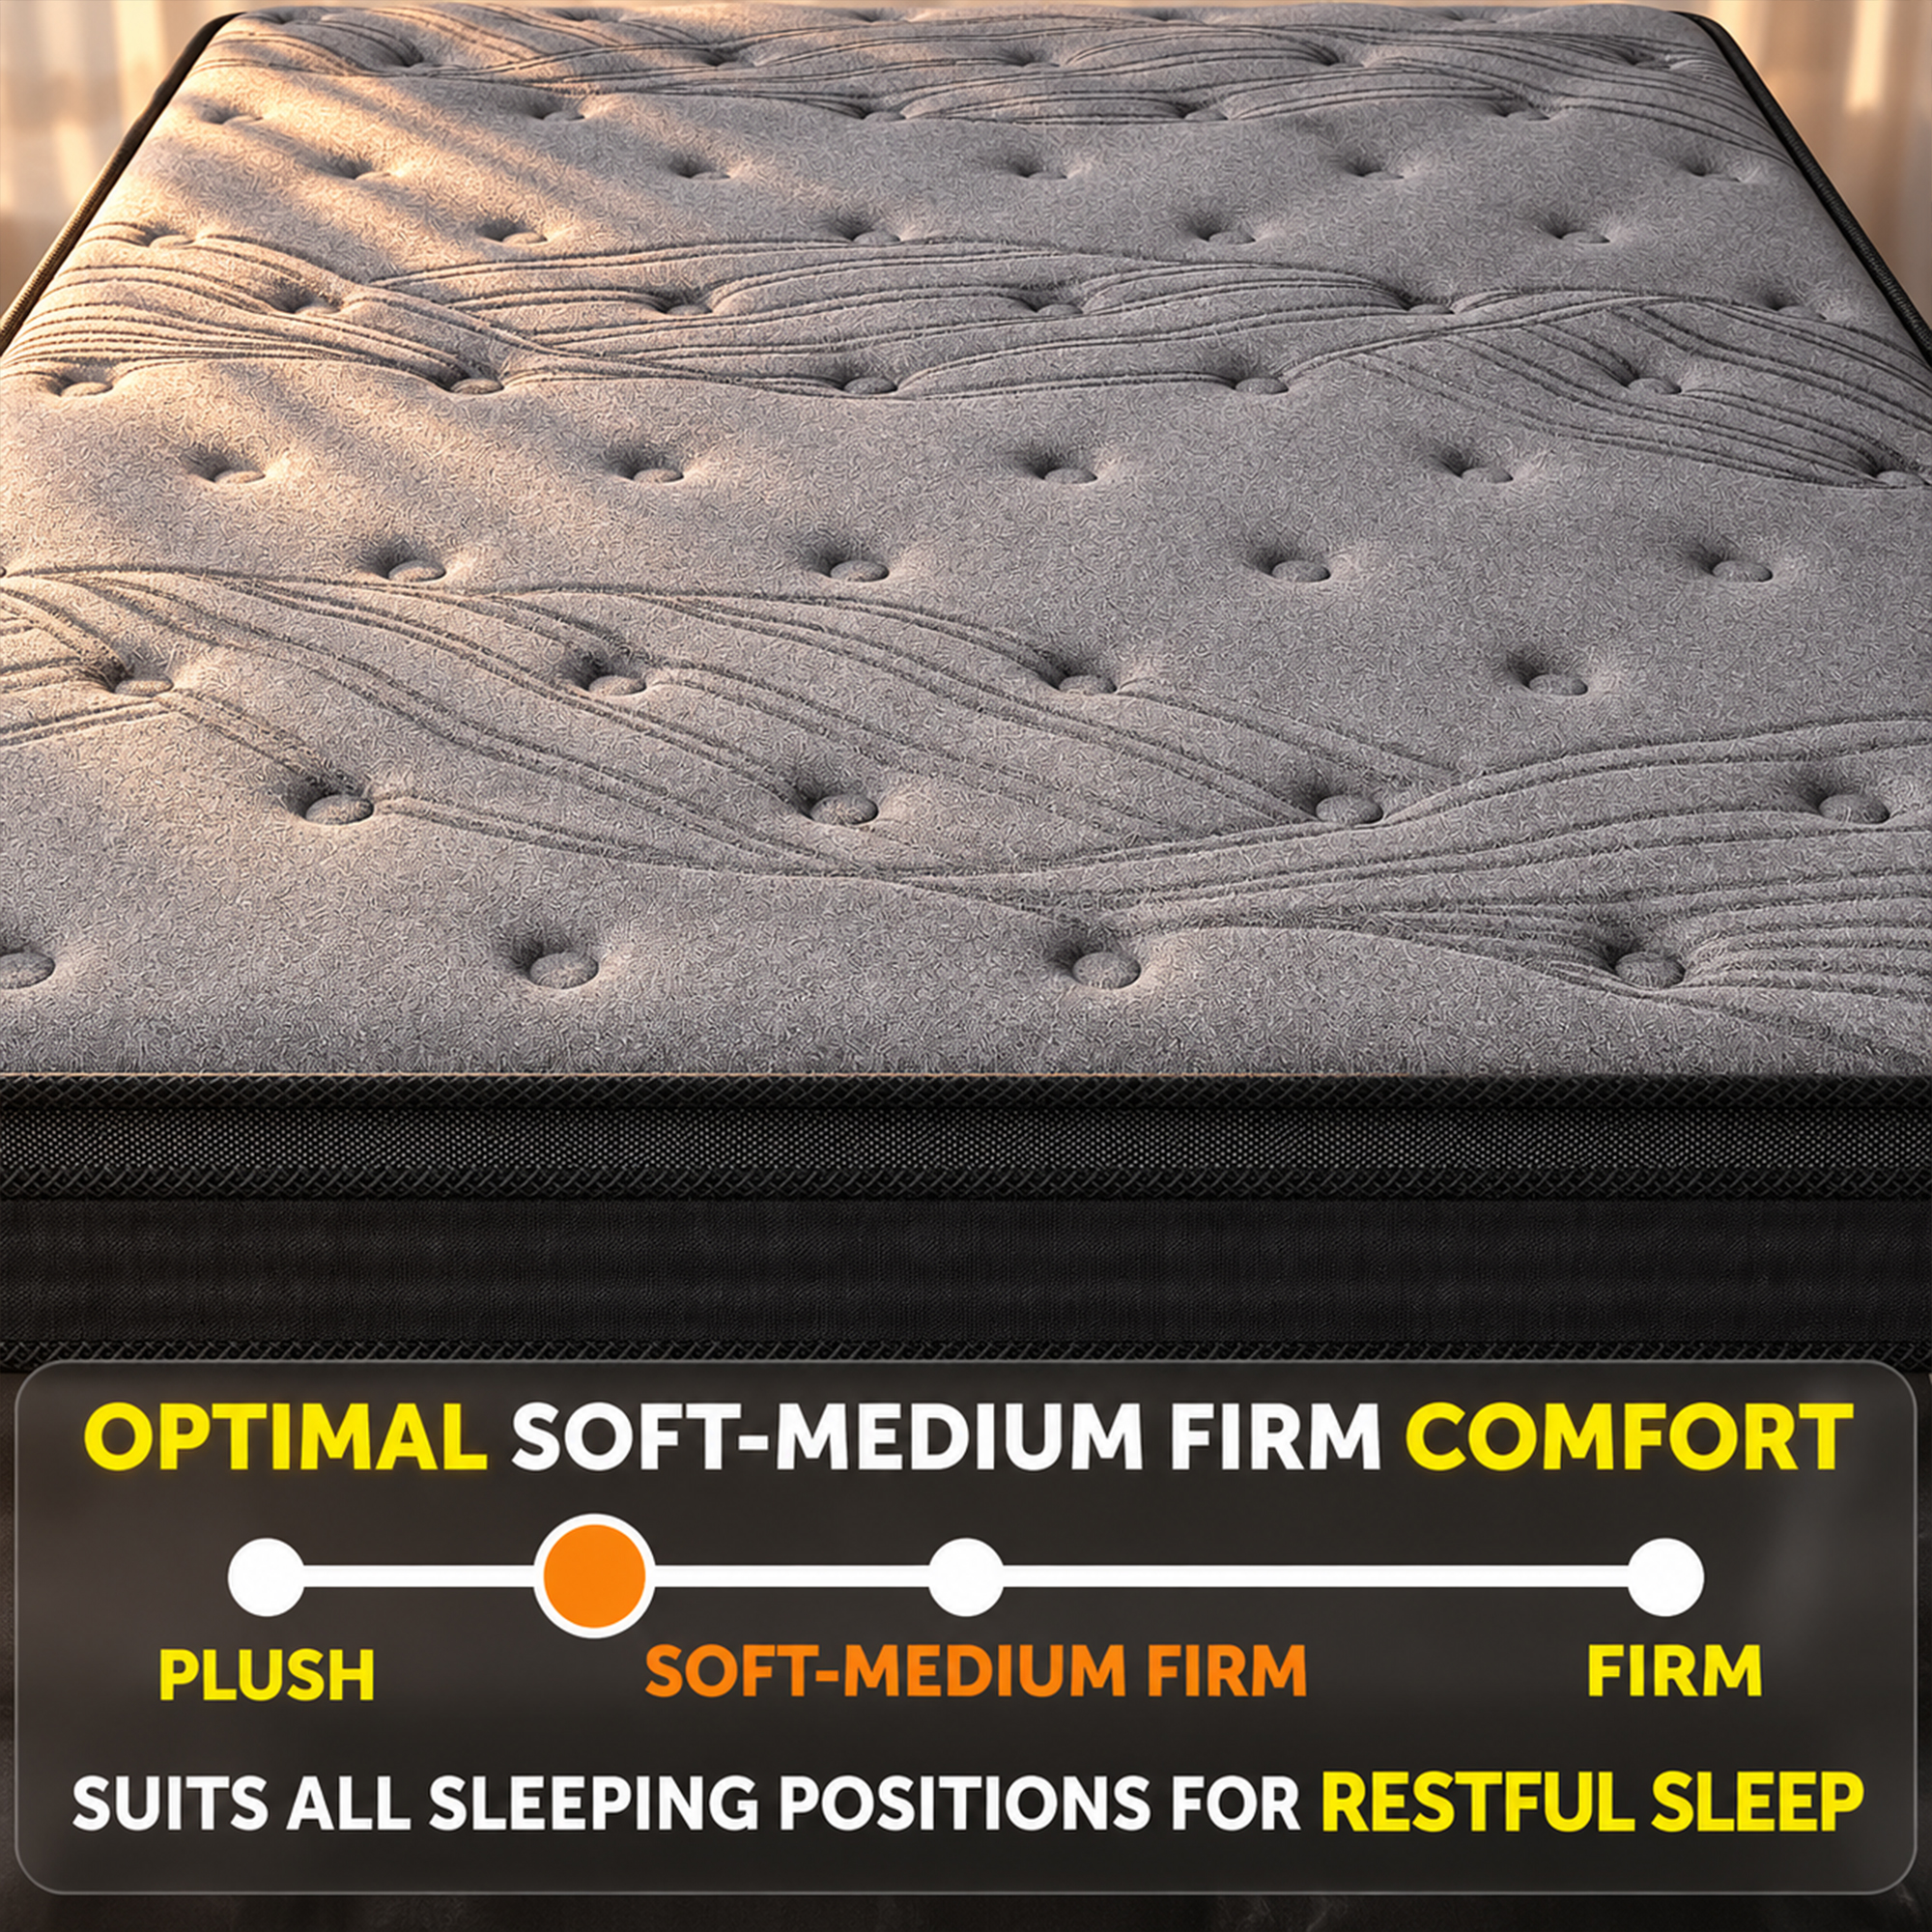 OPTIMAL SOFT-MEDIUM FIRM COMFORT
PLUSH SOFT-MEDIUM FIRM FIRM
SUITS ALL SLEEPING POSITIONS FOR RESTFUL SLEEP